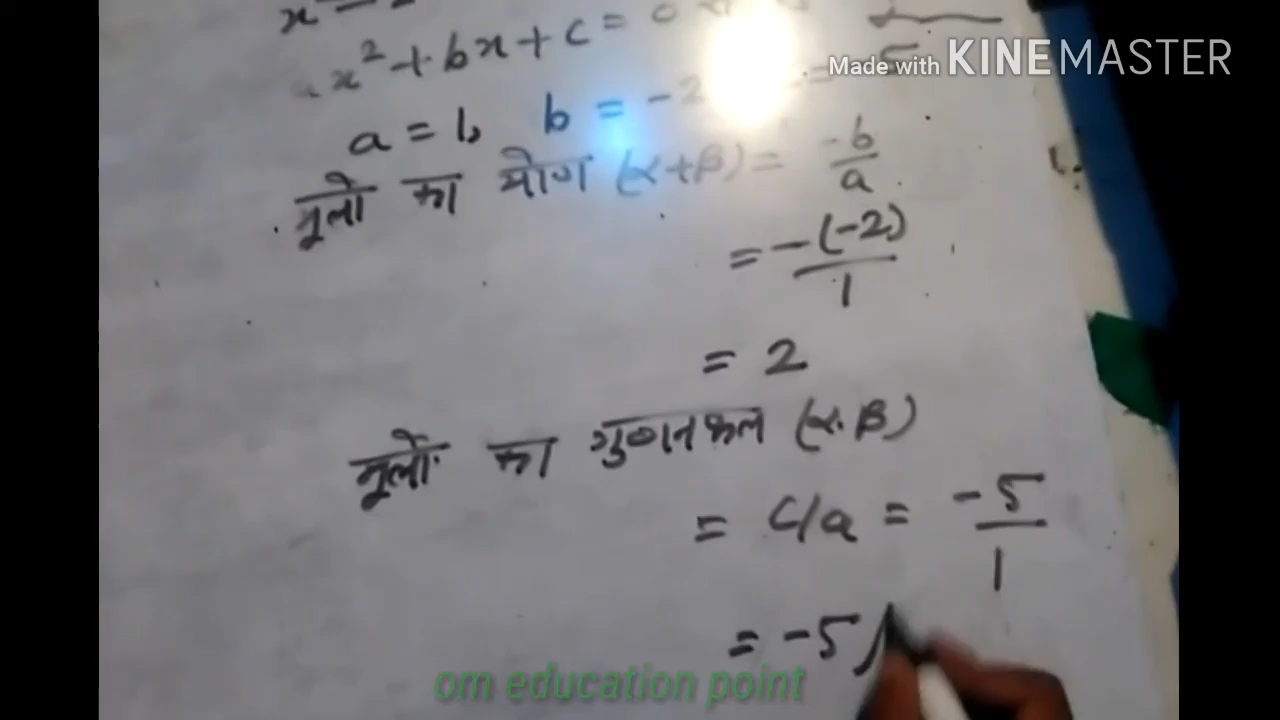 Made with KINEMASTER
x² + bx + c = 0
a = 1, b = -2
मूलो का योग (α+β) = -b/a
= -(-2)/1
= 2
मूलों का गुणनफल (α.β)
= c/a = -5/1
= -5
om education point